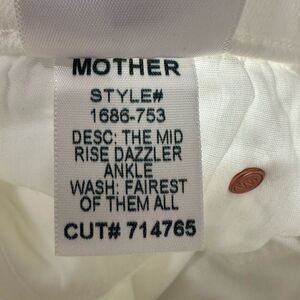 MOTHER
STYLE#
1686-753
DESC: THE MID
RISE DAZZLER
ANKLE
WASH: FAIREST
OF THEM ALL
CUT# 714765